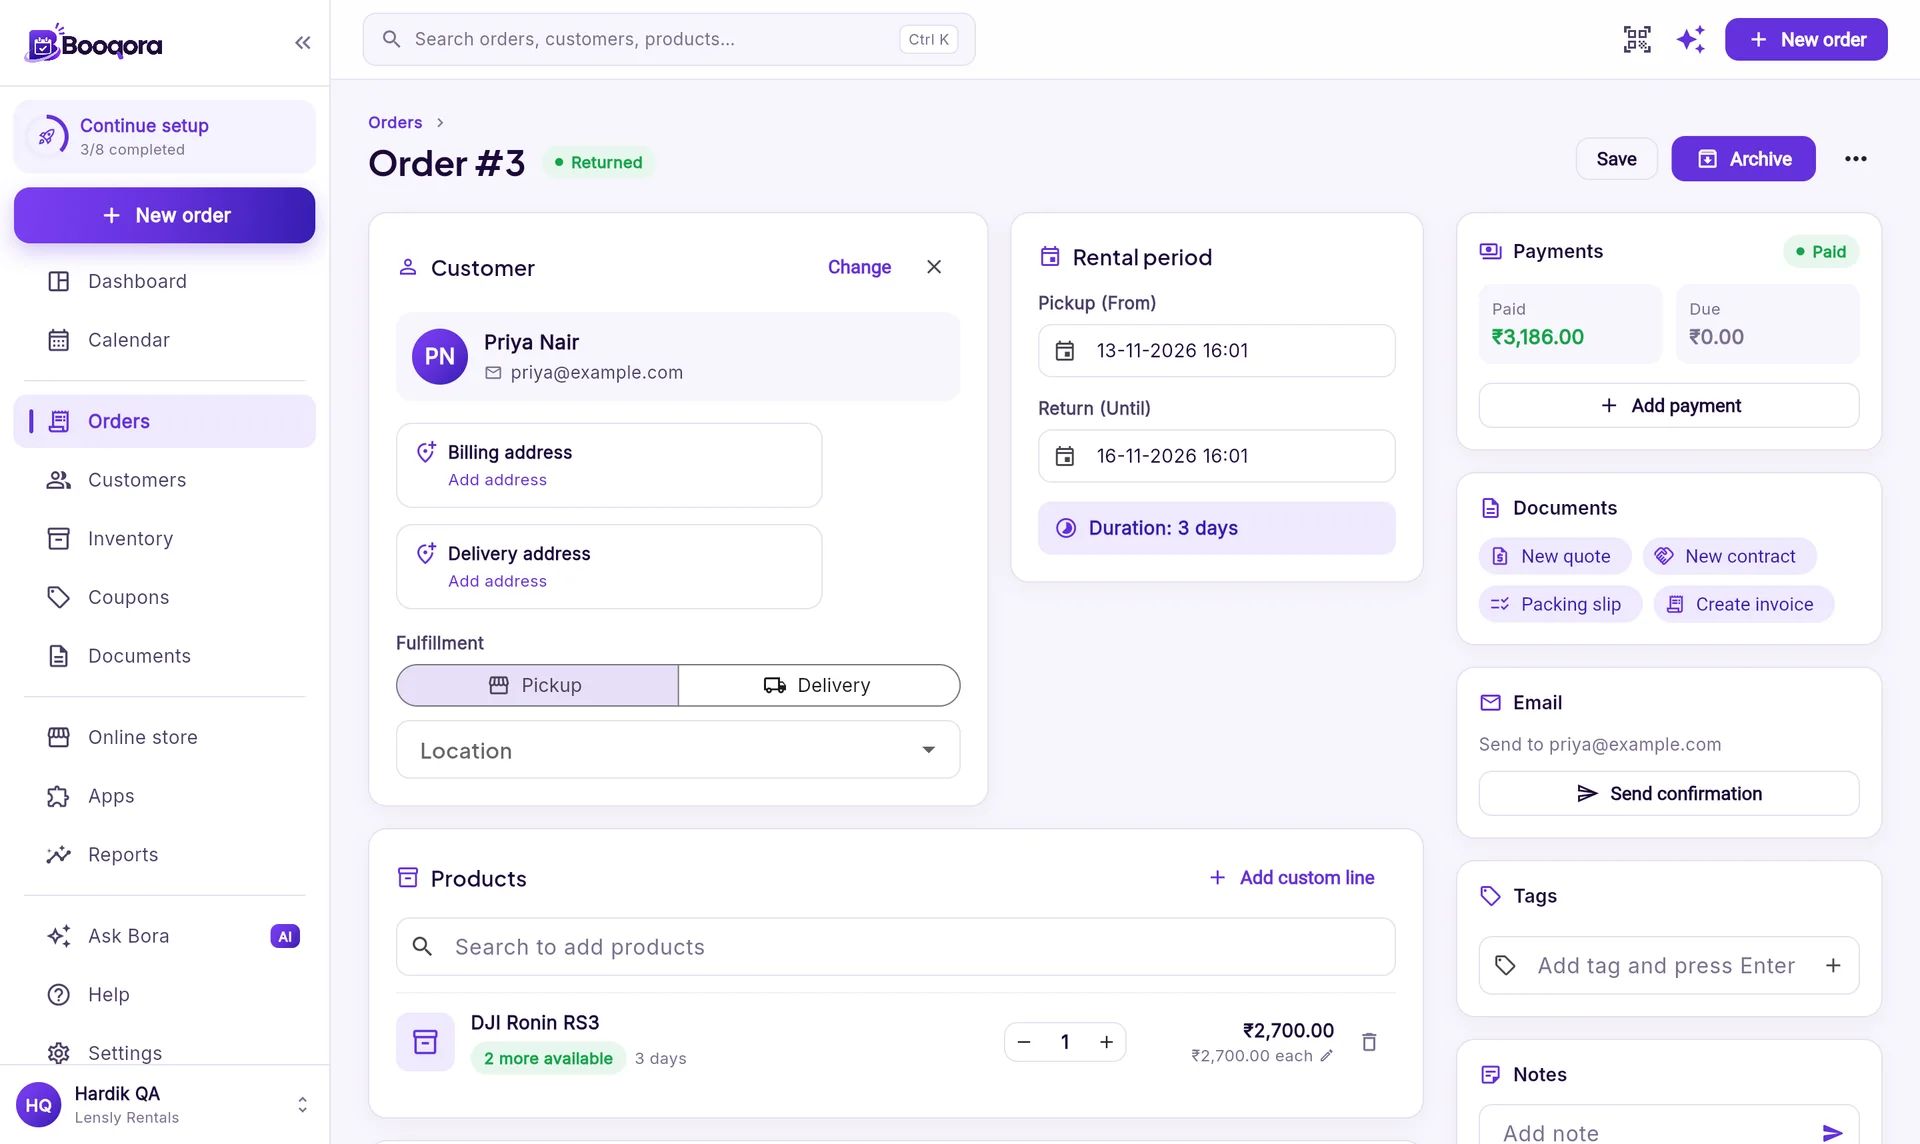 Booqora
Search orders, customers, products...
Ctrl K
New order
Continue setup
3/8 completed
New order
Dashboard
Calendar
Orders
Customers
Inventory
Coupons
Documents
Online store
Apps
Reports
Ask Bora
AI
Help
Settings
HQ
Hardik QA
Lensly Rentals
Orders
Order #3
Returned
Save
Archive
Customer
Change
PN
Priya Nair
priya@example.com
Billing address
Add address
Delivery address
Add address
Fulfillment
Pickup
Delivery
Location
Rental period
Pickup (From)
13-11-2026 16:01
Return (Until)
16-11-2026 16:01
Duration: 3 days
Products
Add custom line
Search to add products
DJI Ronin RS3
2 more available
3 days
1
₹2,700.00
₹2,700.00 each
Payments
Paid
Paid
₹3,186.00
Due
₹0.00
Add payment
Documents
New quote
New contract
Packing slip
Create invoice
Email
Send to priya@example.com
Send confirmation
Tags
Add tag and press Enter
Notes
Add note